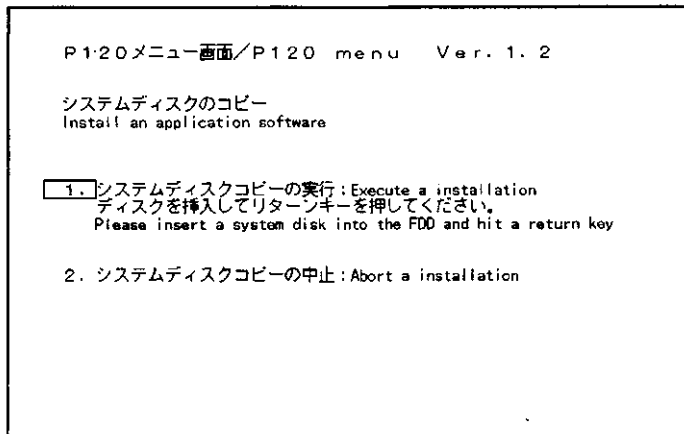 P120メニュー画面/P120 menu Ver. 1. 2
システムディスクのコピー
Install an application software
1. システムディスクコピーの実行:Execute a installation
ディスクを挿入してリターンキーを押してください。
Please insert a system disk into the FDD and hit a return key
2. システムディスクコピーの中止:Abort a installation